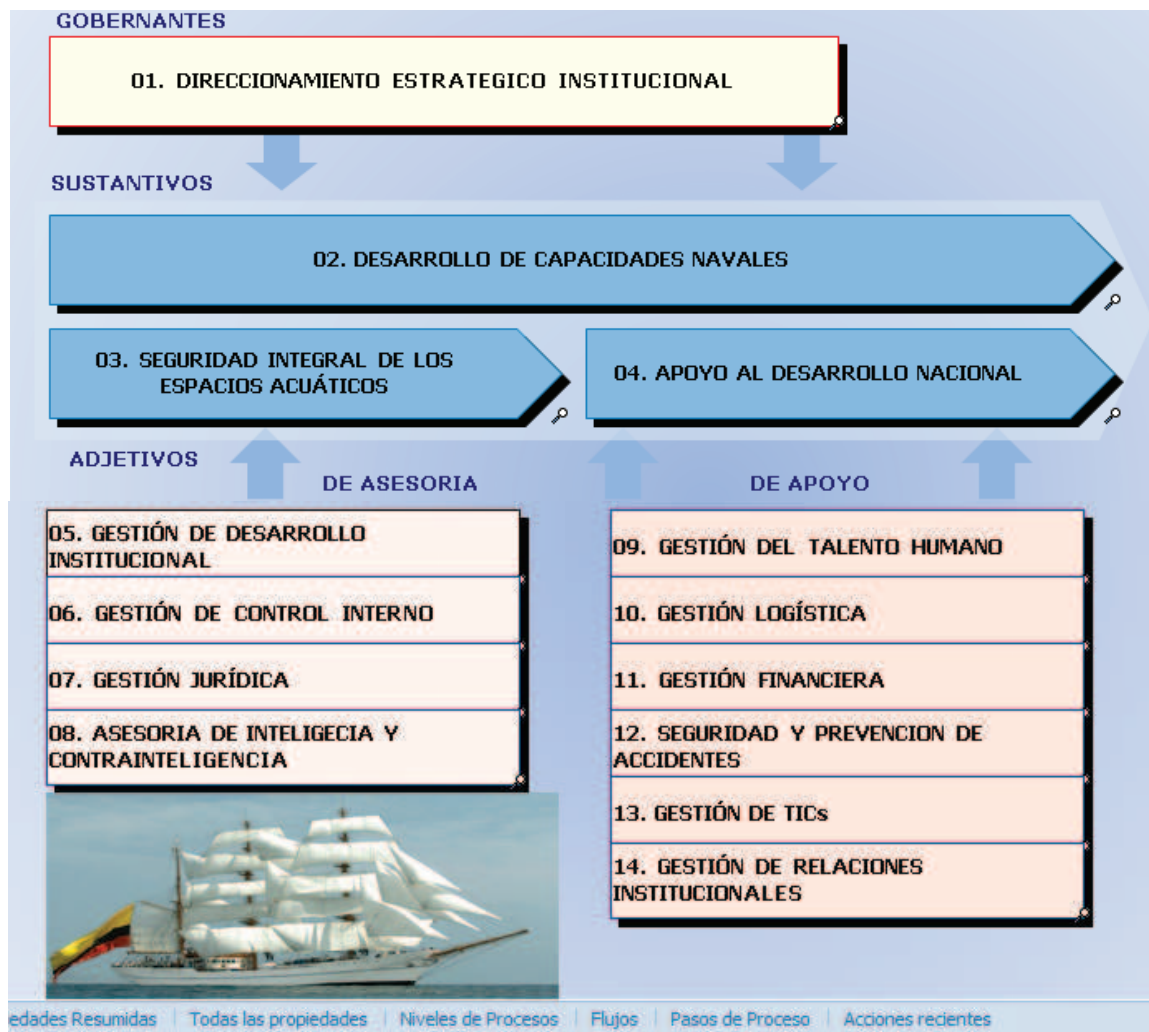 GOBERNANTES
01. DIRECCIONAMIENTO ESTRATEGICO INSTITUCIONAL
SUSTANTIVOS
02. DESARROLLO DE CAPACIDADES NAVALES
03. SEGURIDAD INTEGRAL DE LOS
ESPACIOS ACUÁTICOS
04. APOYO AL DESARROLLO NACIONAL
ADJETIVOS
DE ASESORIA
05. GESTIÓN DE DESARROLLO
INSTITUCIONAL
06. GESTIÓN DE CONTROL INTERNO
07. GESTIÓN JURÍDICA
08. ASESORIA DE INTELIGECIA Y
CONTRAINTELIGENCIA
DE APOYO
09. GESTIÓN DEL TALENTO HUMANO
10. GESTIÓN LOGÍSTICA
11. GESTIÓN FINANCIERA
12. SEGURIDAD Y PREVENCION DE
ACCIDENTES
13. GESTIÓN DE TICs
14. GESTIÓN DE RELACIONES
INSTITUCIONALES
edades Resumidas | Todas las propiedades | Niveles de Procesos | Flujos | Pasos de Proceso | Acciones recientes